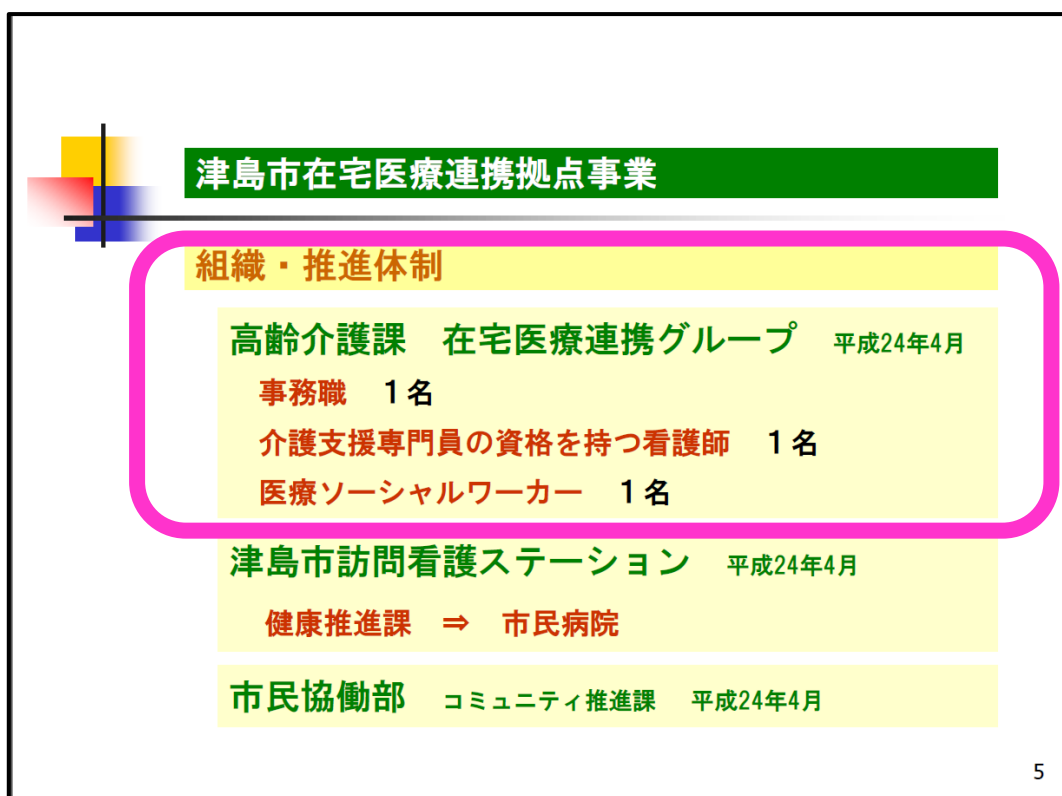 津島市在宅医療連携拠点事業
組織・推進体制
高齢介護課　在宅医療連携グループ　平成24年4月
事務職　１名
介護支援専門員の資格を持つ看護師　１名
医療ソーシャルワーカー　１名
津島市訪問看護ステーション　平成24年4月
健康推進課　⇒　市民病院
市民協働部　コミュニティ推進課　平成24年4月
5